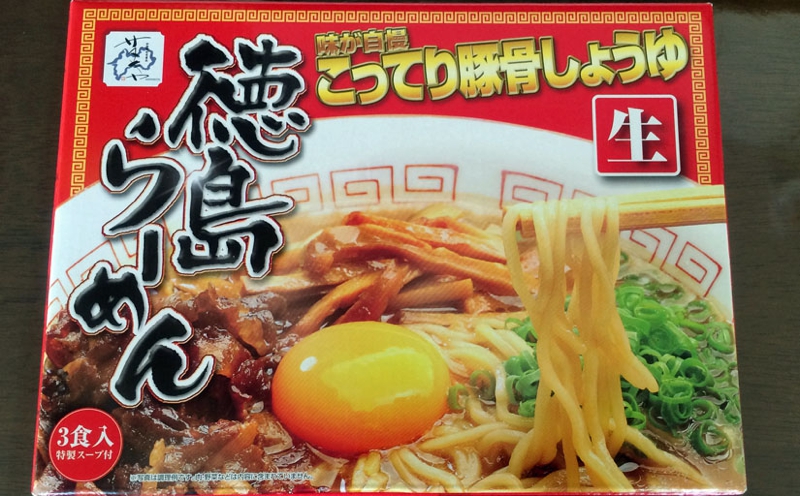 味が自慢
こってり豚骨しょうゆ
生
徳島
らーめん
3食入
特製スープ付